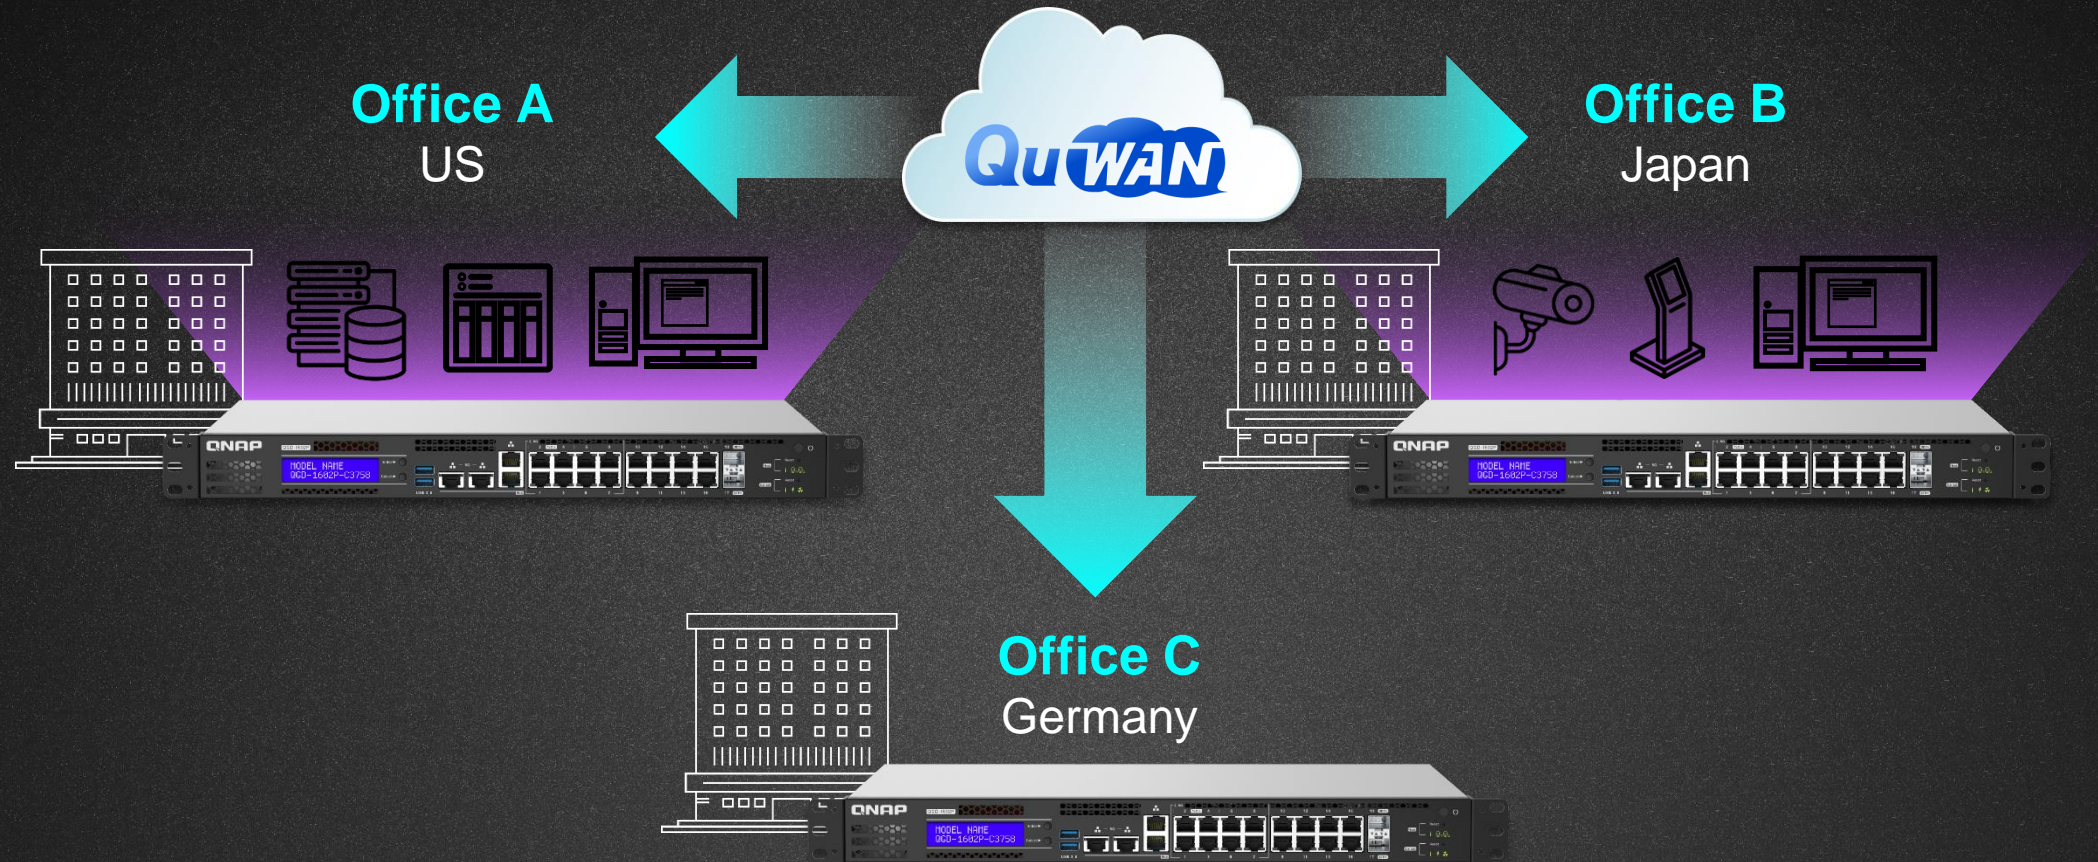 Office A
US
QuWAN
Office B
Japan
QNAP
MODEL NAME
QGD-1602P-C3758
QNAP
MODEL NAME
QGD-1602P-C3758
Office C
Germany
QNAP
MODEL NAME
QGD-1602P-C3758